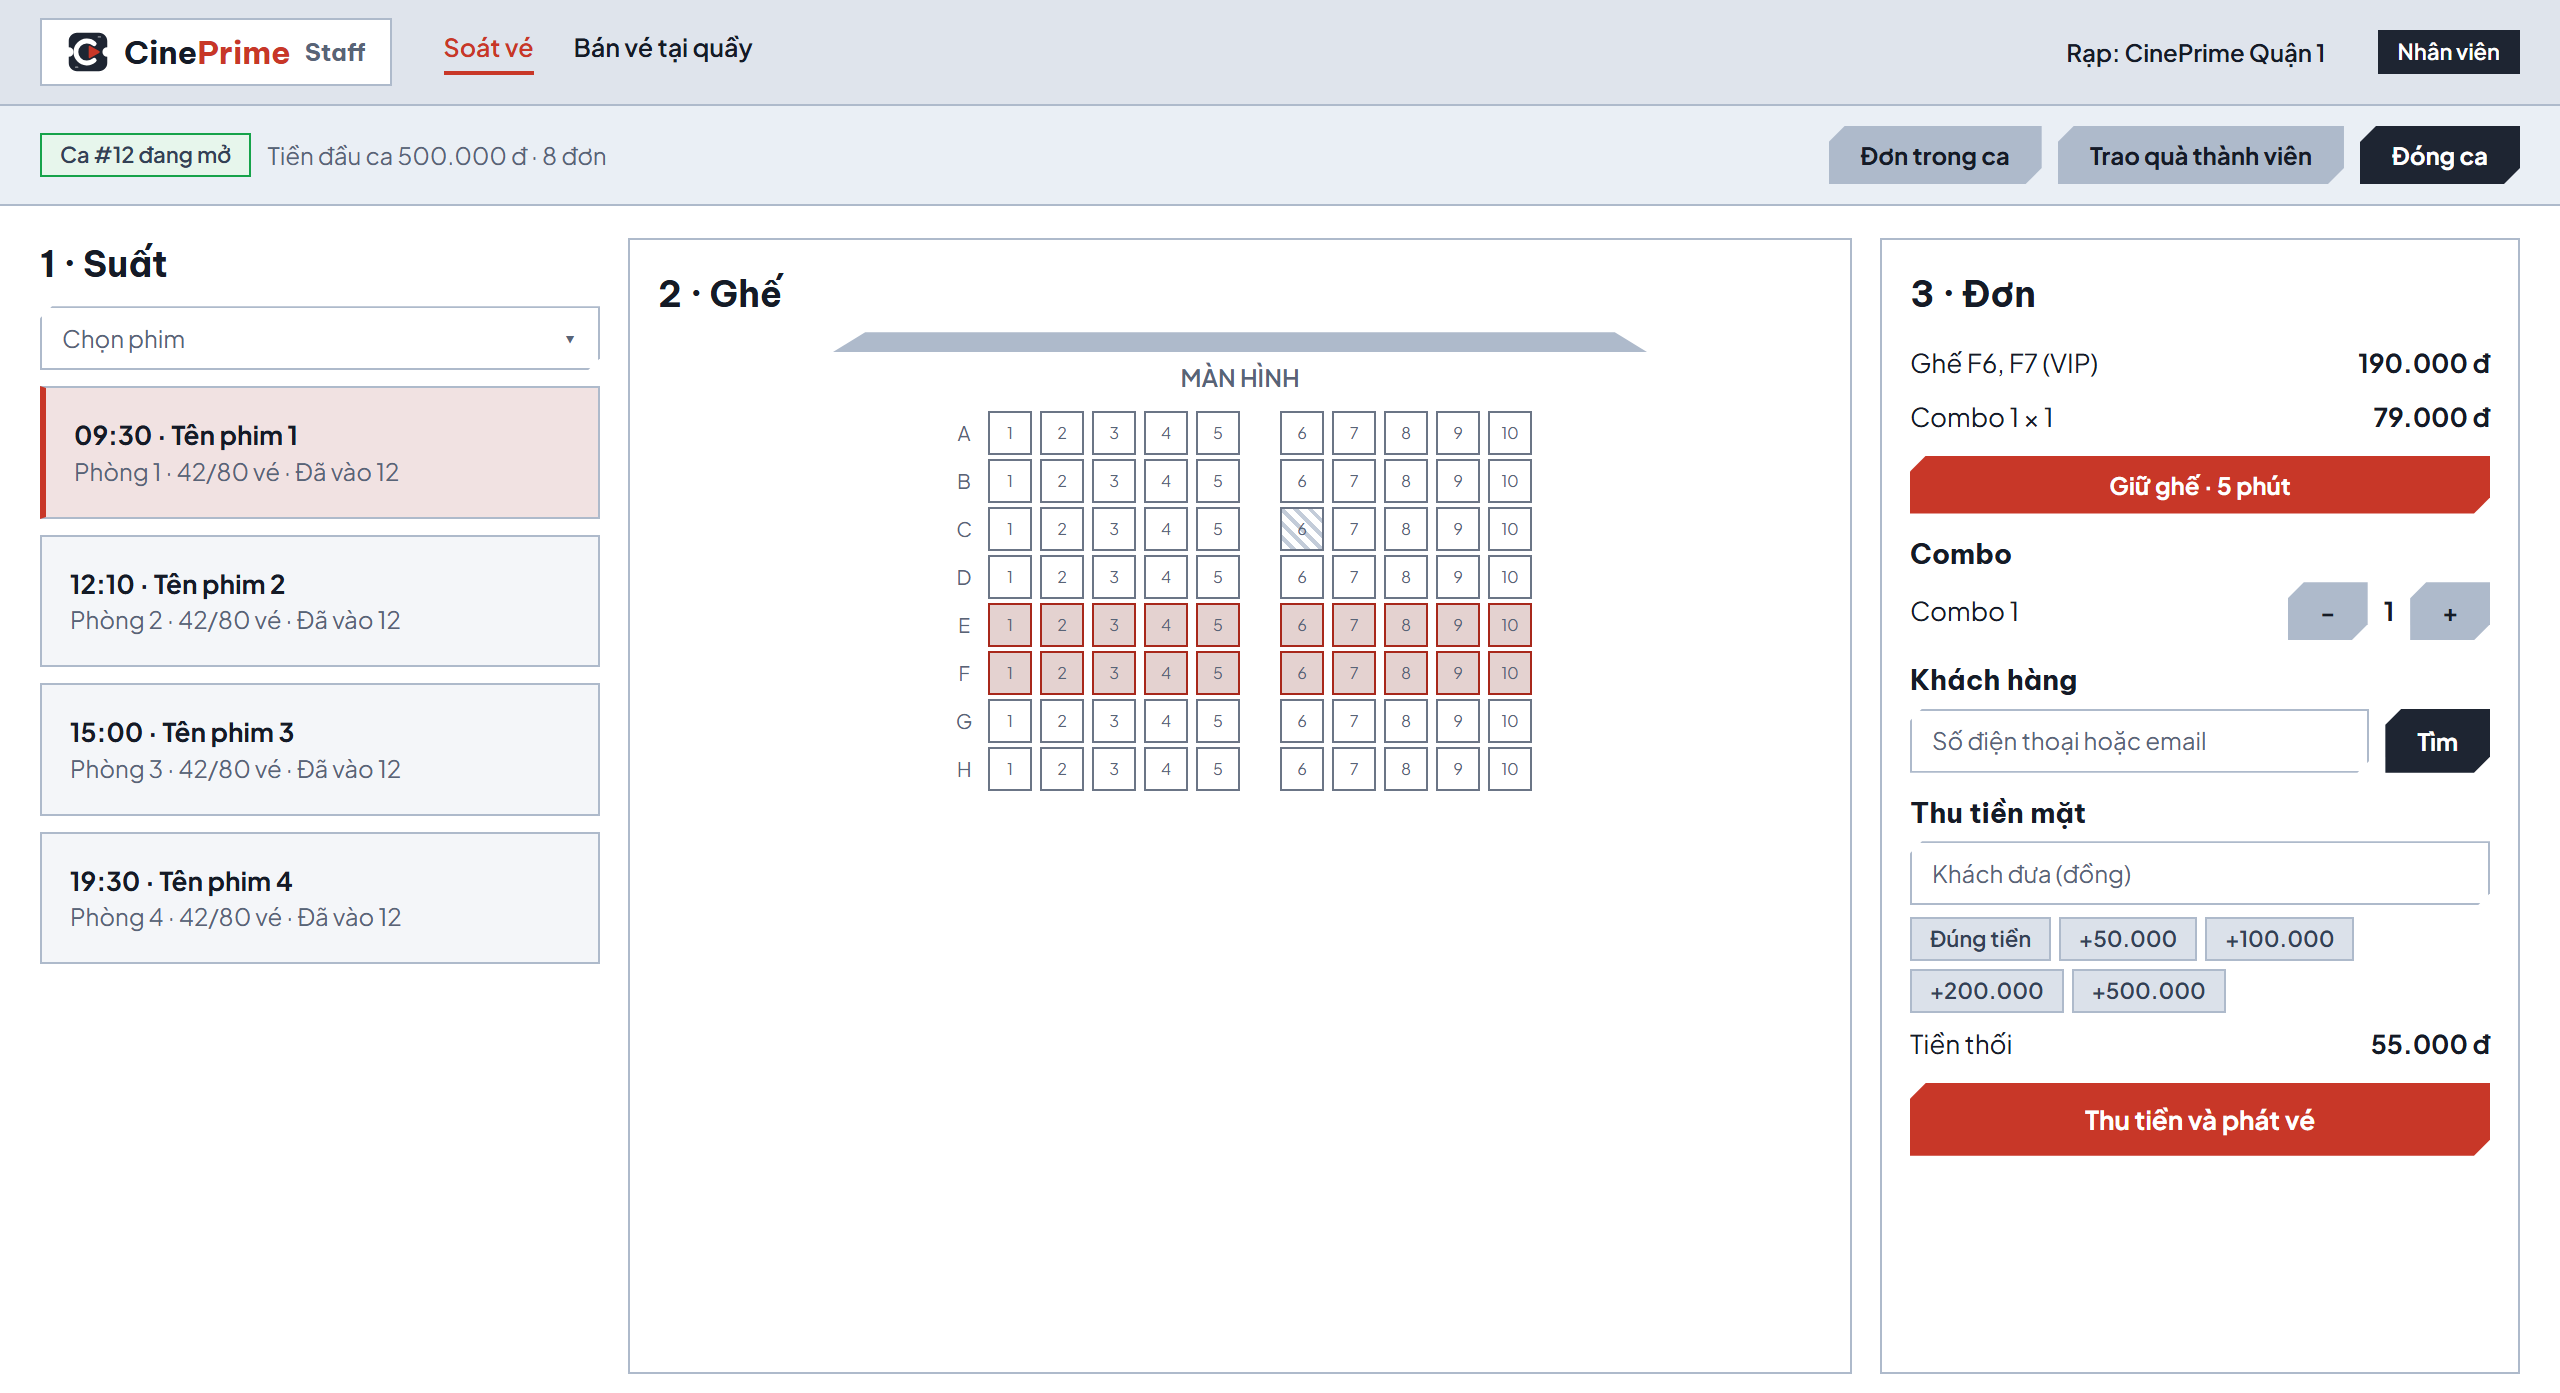 CinePrime Staff
Soát vé
Bán vé tại quầy
Rạp: CinePrime Quận 1
Nhân viên
Ca #12 đang mở
Tiền đầu ca 500.000 đ · 8 đơn
Đơn trong ca
Trao quà thành viên
Đóng ca
1 · Suất
Chọn phim
09:30 · Tên phim 1
Phòng 1 · 42/80 vé · Đã vào 12
12:10 · Tên phim 2
Phòng 2 · 42/80 vé · Đã vào 12
15:00 · Tên phim 3
Phòng 3 · 42/80 vé · Đã vào 12
19:30 · Tên phim 4
Phòng 4 · 42/80 vé · Đã vào 12
2 · Ghế
MÀN HÌNH
A 1 2 3 4 5 6 7 8 9 10
B 1 2 3 4 5 6 7 8 9 10
C 1 2 3 4 5 6 7 8 9 10
D 1 2 3 4 5 6 7 8 9 10
E 1 2 3 4 5 6 7 8 9 10
F 1 2 3 4 5 6 7 8 9 10
G 1 2 3 4 5 6 7 8 9 10
H 1 2 3 4 5 6 7 8 9 10
3 · Đơn
Ghế F6, F7 (VIP) 190.000 đ
Combo 1 × 1 79.000 đ
Giữ ghế · 5 phút
Combo
Combo 1 – 1 +
Khách hàng
Số điện thoại hoặc email
Tìm
Thu tiền mặt
Khách đưa (đồng)
Đúng tiền +50.000 +100.000
+200.000 +500.000
Tiền thối 55.000 đ
Thu tiền và phát vé